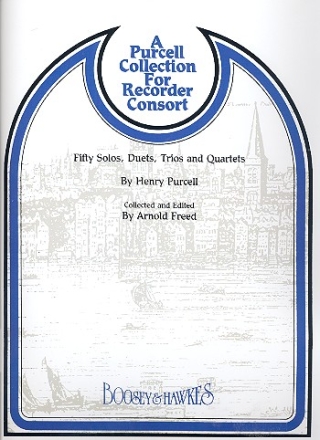 A
Purcell
Collection
For
Recorder
Consort
Fifty Solos, Duets, Trios and Quartets
By Henry Purcell
Collected and Edited
By Arnold Freed
BOOSEY & HAWKES